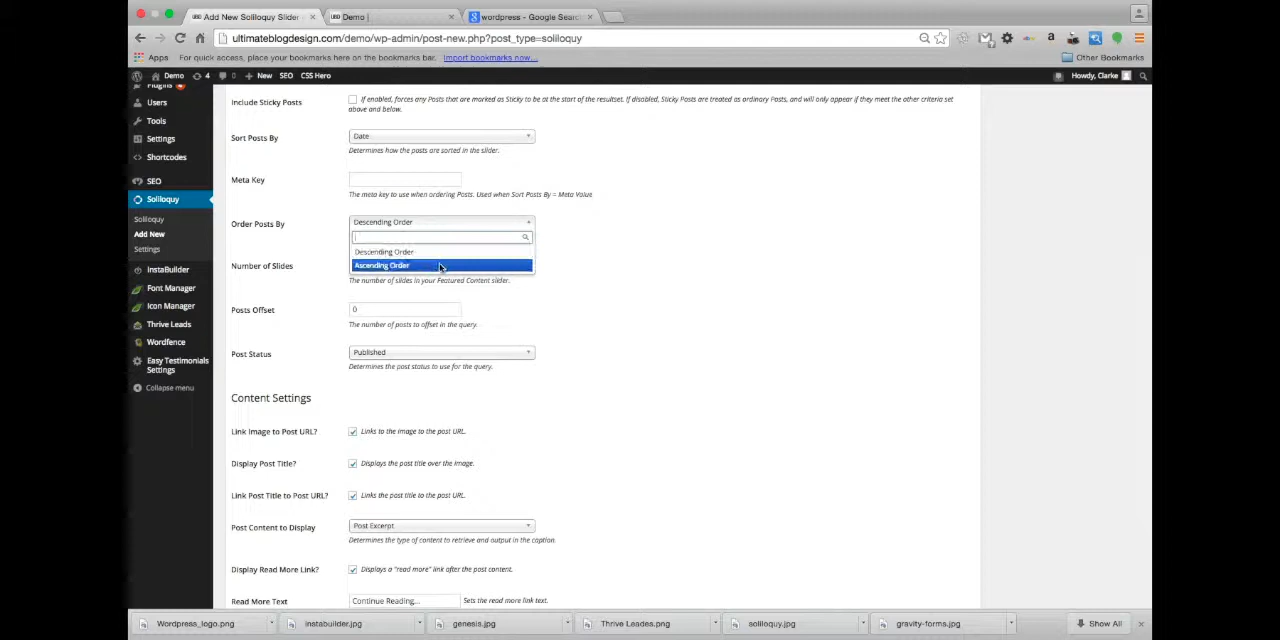 Add New Soliloquy Slider
Demo |
wordpress - Google Search
ultimateblogdesign.com/demo/wp-admin/post-new.php?post_type=soliloquy
Apps
For quick access, place your bookmarks here on the bookmarks bar.
Import bookmarks now...
Other Bookmarks
Demo
4
0
New
SEO
CSS Hero
Howdy, Clarke
Plugins
Users
Tools
Settings
Shortcodes
SEO
Soliloquy
Soliloquy
Add New
Settings
InstaBuilder
Font Manager
Icon Manager
Thrive Leads
Wordfence
Easy Testimonials
Settings
Collapse menu
Include Sticky Posts
If enabled, forces any Posts that are marked as Sticky to be at the start of the resultset. If disabled, Sticky Posts are treated as ordinary Posts, and will only appear if they meet the other criteria set
above and below.
Sort Posts By
Date
Determines how the posts are sorted in the slider.
Meta Key
The meta key to use when ordering Posts. Used when Sort Posts By = Meta Value
Order Posts By
Descending Order
Descending Order
Ascending Order
Number of Slides
The number of slides in your Featured Content slider.
Posts Offset
0
The number of posts to offset in the query.
Post Status
Published
Determines the post status to use for the query.
Content Settings
Link Image to Post URL?
Links to the image to the post URL.
Display Post Title?
Displays the post title over the image.
Link Post Title to Post URL?
Links the post title to the post URL.
Post Content to Display
Post Excerpt
Determines the type of content to retrieve and output in the caption.
Display Read More Link?
Displays a "read more" link after the post content.
Read More Text
Continue Reading...
Sets the read more link text.
Wordpress_logo.png
instabuilder.jpg
genesis.jpg
Thrive Leades.png
soliloquy.jpg
gravity-forms.jpg
Show All